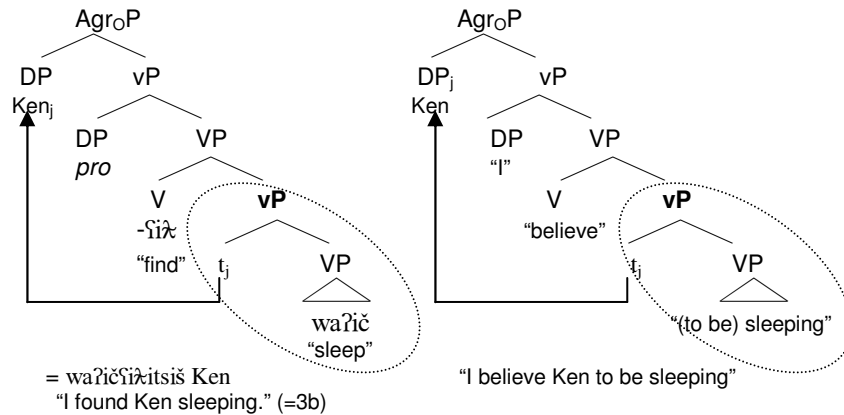 AgrOP AgrOP
DP vP DPj vP
Kenj Ken
DP VP DP VP
pro “I”
V vP V vP
-ʕiƛ “believe”
“find” tj VP tj VP
waʔič “(to be) sleeping”
“sleep”
= waʔičʕiƛitsiš Ken “I believe Ken to be sleeping”
“I found Ken sleeping.” (=3b)